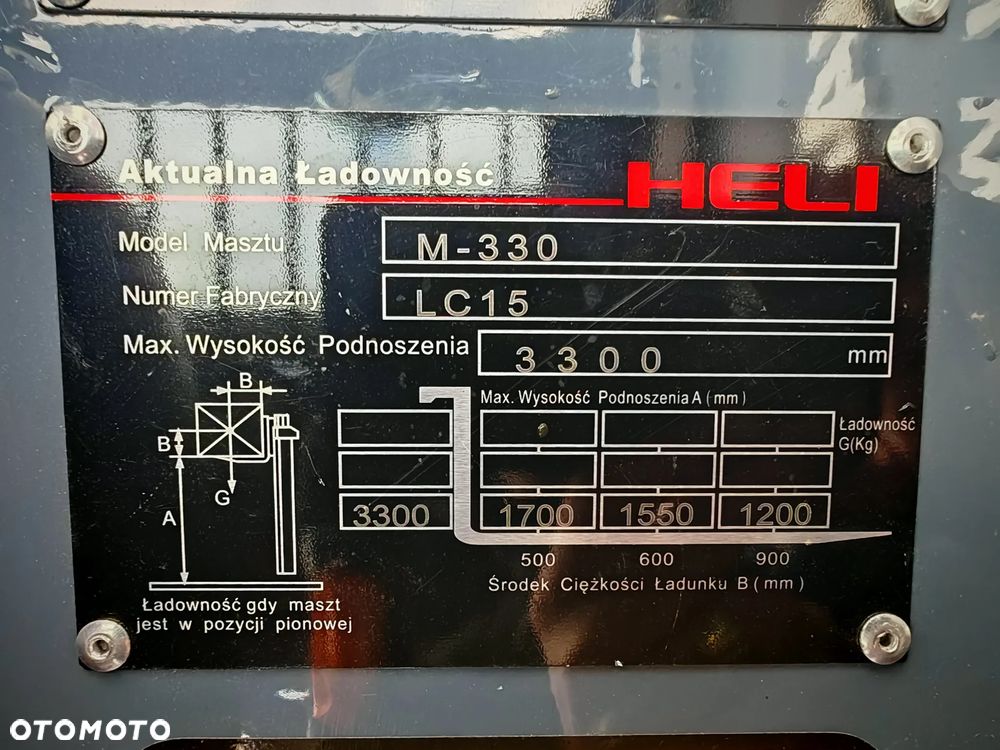 Aktualna Ładowność HELI
Model Masztu M-330
Numer Fabryczny LC15
Max. Wysokość Podnoszenia 3300 mm
Max. Wysokość Podnoszenia A (mm)
Ładowność
G(Kg)
B
B
G
A
3300 1700 1550 1200
500 600 900
Środek Ciężkości Ładunku B (mm)
Ładowność gdy maszt
jest w pozycji pionowej
OTOMOTO